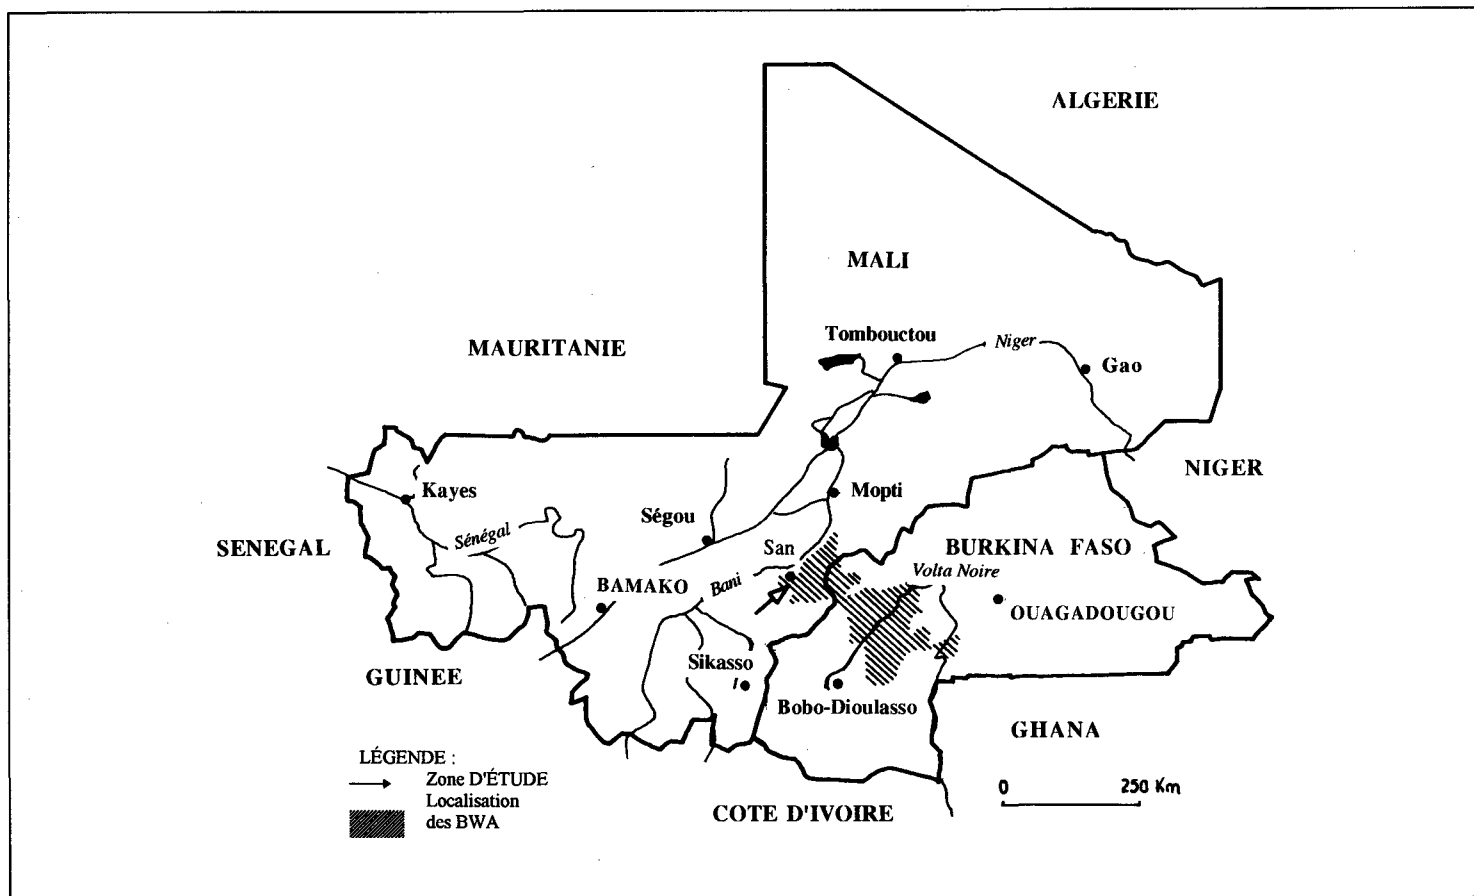 ALGERIE
MALI
Tombouctou
Niger
MAURITANIE
Gao
NIGER
Kayes
Mopti
Ségou
Sénégal
SENEGAL
San
BURKINA FASO
Volta Noire
Bani
BAMAKO
OUAGADOUGOU
Sikasso
GUINEE
Bobo-Dioulasso
GHANA
LÉGENDE :
Zone D'ÉTUDE
Localisation
des BWA
0 250 Km
COTE D'IVOIRE